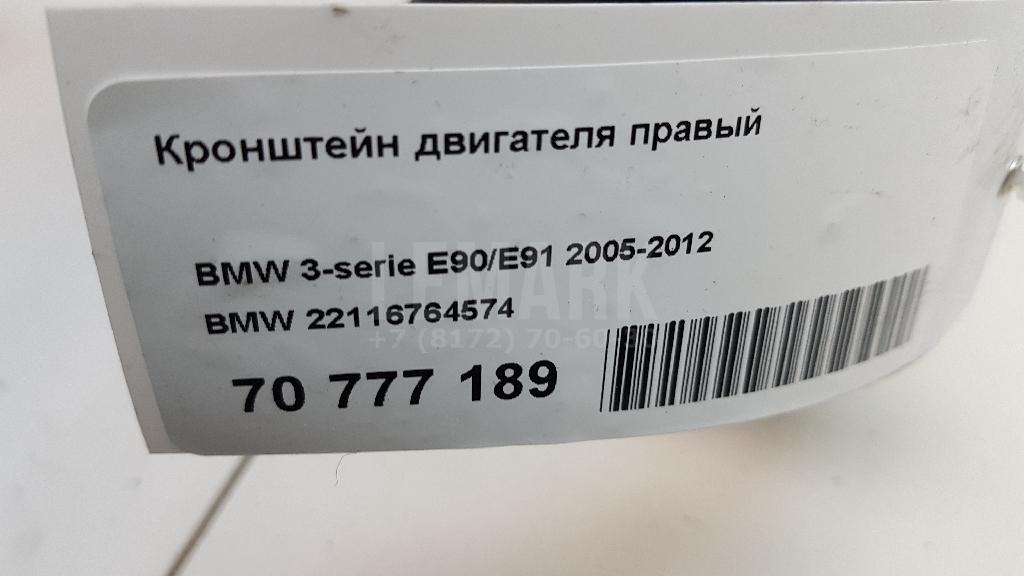 Кронштейн двигателя правый
BMW 3-serie E90/E91 2005-2012
LEMARK
BMW 22116764574
+7 (8172) 70-60-80
70 777 189